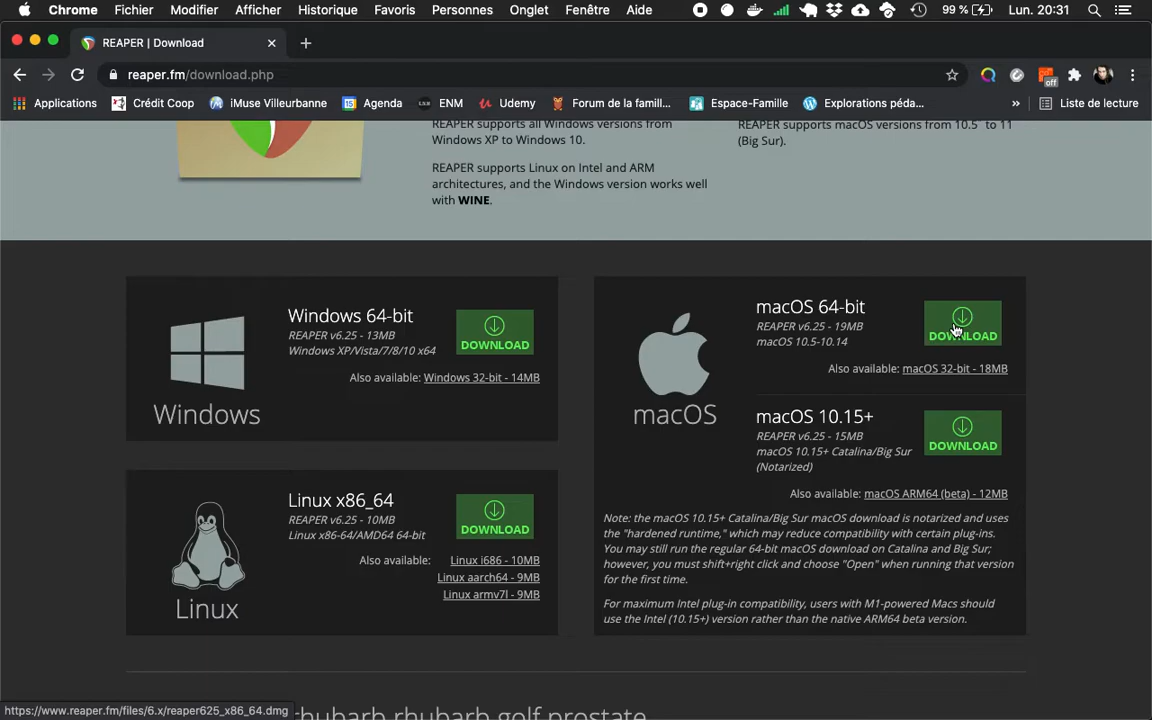 Chrome Fichier Modifier Afficher Historique Favoris Personnes Onglet Fenêtre Aide 99 % Lun. 20:31
REAPER | Download
reaper.fm/download.php
off
Applications Crédit Coop iMuse Villeurbanne Agenda ENM Udemy Forum de la famill... Espace-Famille Explorations péda... » Liste de lecture
REAPER supports all Windows versions from
Windows XP to Windows 10.
REAPER supports Linux on Intel and ARM
architectures, and the Windows version works well
with WINE.
REAPER supports macOS versions from 10.5 to 11
(Big Sur).
Windows
Windows 64-bit
REAPER v6.25 - 13MB
Windows XP/Vista/7/8/10 x64
DOWNLOAD
Also available: Windows 32-bit - 14MB
Linux
Linux x86_64
REAPER v6.25 - 10MB
Linux x86-64/AMD64 64-bit
DOWNLOAD
Also available: Linux i686 - 10MB
Linux aarch64 - 9MB
Linux armv7l - 9MB
macOS
macOS 64-bit
REAPER v6.25 - 19MB
macOS 10.5-10.14
DOWNLOAD
Also available: macOS 32-bit - 18MB
macOS 10.15+
REAPER v6.25 - 15MB
macOS 10.15+ Catalina/Big Sur
(Notarized)
DOWNLOAD
Also available: macOS ARM64 (beta) - 12MB
Note: the macOS 10.15+ Catalina/Big Sur macOS download is notarized and uses
the "hardened runtime," which may reduce compatibility with certain plug-ins.
You may still run the regular 64-bit macOS download on Catalina and Big Sur;
however, you must shift+right click and choose "Open" when running that version
for the first time.
For maximum Intel plug-in compatibility, users with M1-powered Macs should
use the Intel (10.15+) version rather than the native ARM64 beta version.
rhubarb rhubarb golf prostate
https://www.reaper.fm/files/6.x/reaper625_x86_64.dmg